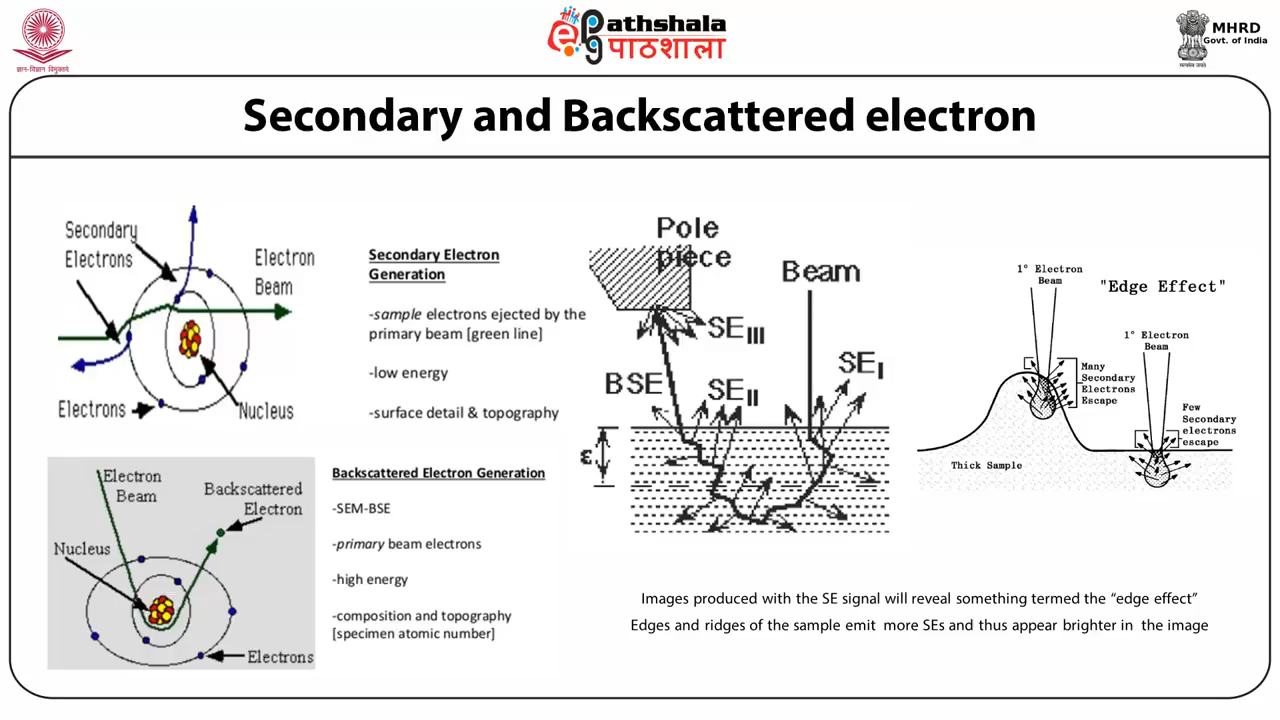 ज्ञान-विज्ञान विमुक्तये
ePathshala
पाठशाला
MHRD
Govt. of India
सत्यमेव जयते
Secondary and Backscattered electron
Secondary
Electrons
Electron
Beam
Electrons
Nucleus
Secondary Electron
Generation
-sample electrons ejected by the
primary beam [green line]
-low energy
-surface detail & topography
Electron
Beam
Backscattered
Electron
Nucleus
Electrons
Backscattered Electron Generation
-SEM-BSE
-primary beam electrons
-high energy
-composition and topography
[specimen atomic number]
Pole
piece
Beam
SEIII
BSE
SEII
SEI
ε
1° Electron
Beam
"Edge Effect"
1° Electron
Beam
Many
Secondary
Electrons
Escape
Few
Secondary
electrons
escape
Thick Sample
Images produced with the SE signal will reveal something termed the “edge effect”
Edges and ridges of the sample emit more SEs and thus appear brighter in the image